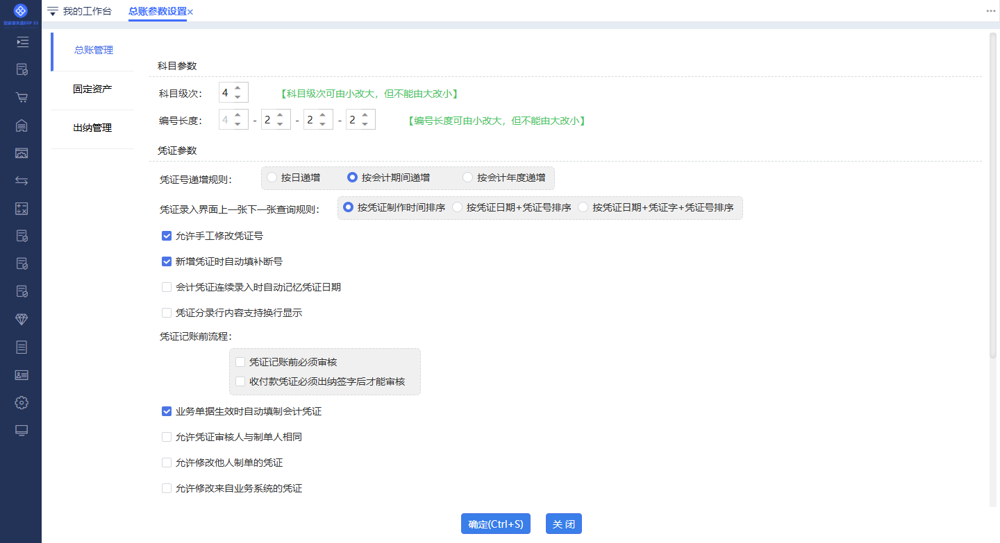 我的工作台
总账参数设置×
总账管理
固定资产
出纳管理
科目参数
科目级次: 4 【科目级次可由小改大，但不能由大改小】
编号长度: 4 - 2 - 2 - 2 【编号长度可由小改大，但不能由大改小】
凭证参数
凭证号递增规则: 按日递增 按会计期间递增 按会计年度递增
凭证录入界面上一张下一张查询规则: 按凭证制作时间排序 按凭证日期+凭证号排序 按凭证日期+凭证字+凭证号排序
允许手工修改凭证号
新增凭证时自动填补断号
会计凭证连续录入时自动记忆凭证日期
凭证分录行内容支持换行显示
凭证记账前流程:
凭证记账前必须审核
收付款凭证必须出纳签字后才能审核
业务单据生效时自动填制会计凭证
允许凭证审核人与制单人相同
允许修改他人制单的凭证
允许修改来自业务系统的凭证
确定(Ctrl+S) 关 闭